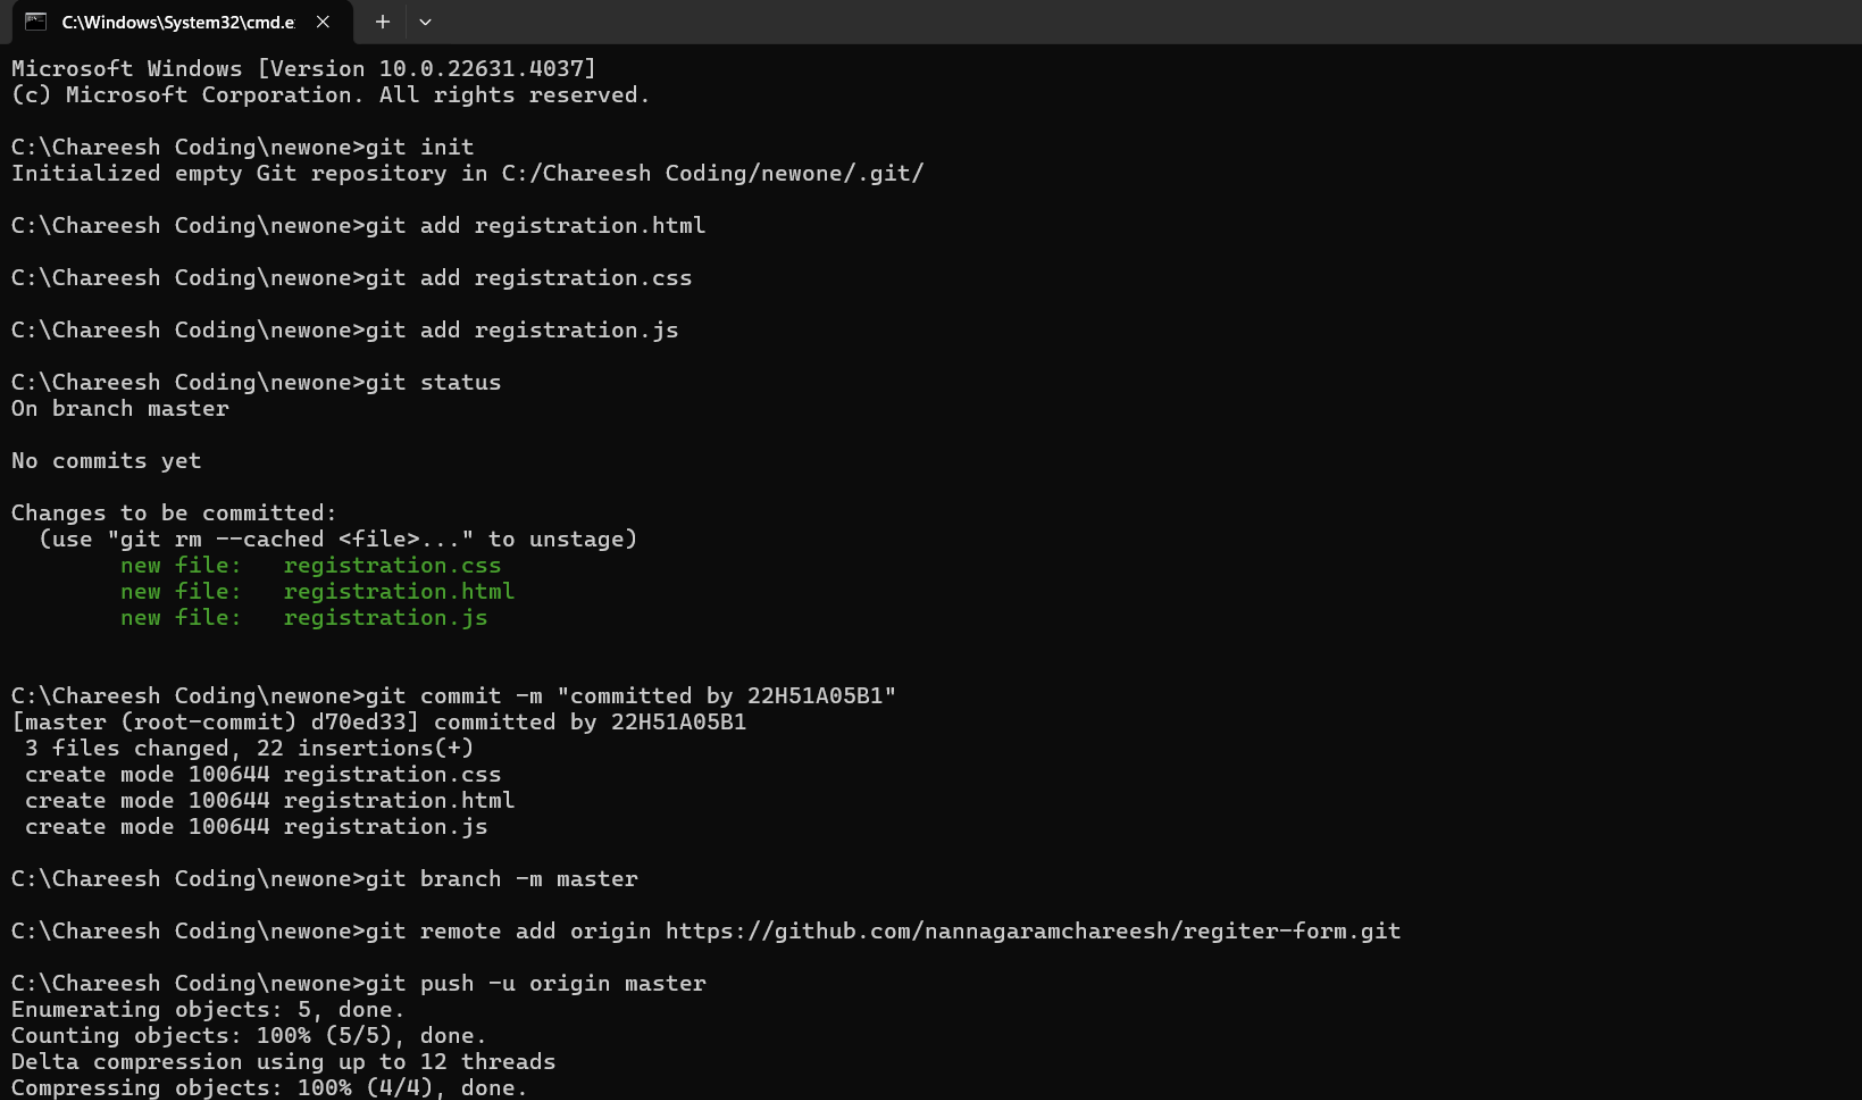 C:\Windows\System32\cmd.e
Microsoft Windows [Version 10.0.22631.4037]
(c) Microsoft Corporation. All rights reserved.
C:\Chareesh Coding\newone>git init
Initialized empty Git repository in C:/Chareesh Coding/newone/.git/
C:\Chareesh Coding\newone>git add registration.html
C:\Chareesh Coding\newone>git add registration.css
C:\Chareesh Coding\newone>git add registration.js
C:\Chareesh Coding\newone>git status
On branch master
No commits yet
Changes to be committed:
  (use "git rm --cached <file>..." to unstage)
        new file:   registration.css
        new file:   registration.html
        new file:   registration.js
C:\Chareesh Coding\newone>git commit -m "committed by 22H51A05B1"
[master (root-commit) d70ed33] committed by 22H51A05B1
 3 files changed, 22 insertions(+)
 create mode 100644 registration.css
 create mode 100644 registration.html
 create mode 100644 registration.js
C:\Chareesh Coding\newone>git branch -m master
C:\Chareesh Coding\newone>git remote add origin https://github.com/nannagaramchareesh/regiter-form.git
C:\Chareesh Coding\newone>git push -u origin master
Enumerating objects: 5, done.
Counting objects: 100% (5/5), done.
Delta compression using up to 12 threads
Compressing objects: 100% (4/4), done.